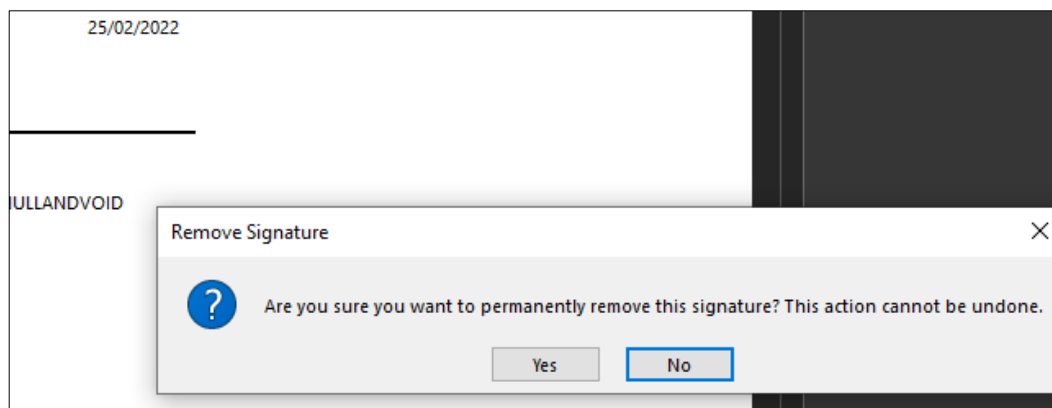 25/02/2022
IULLANDVOID
Remove Signature
Are you sure you want to permanently remove this signature? This action cannot be undone.
Yes
No